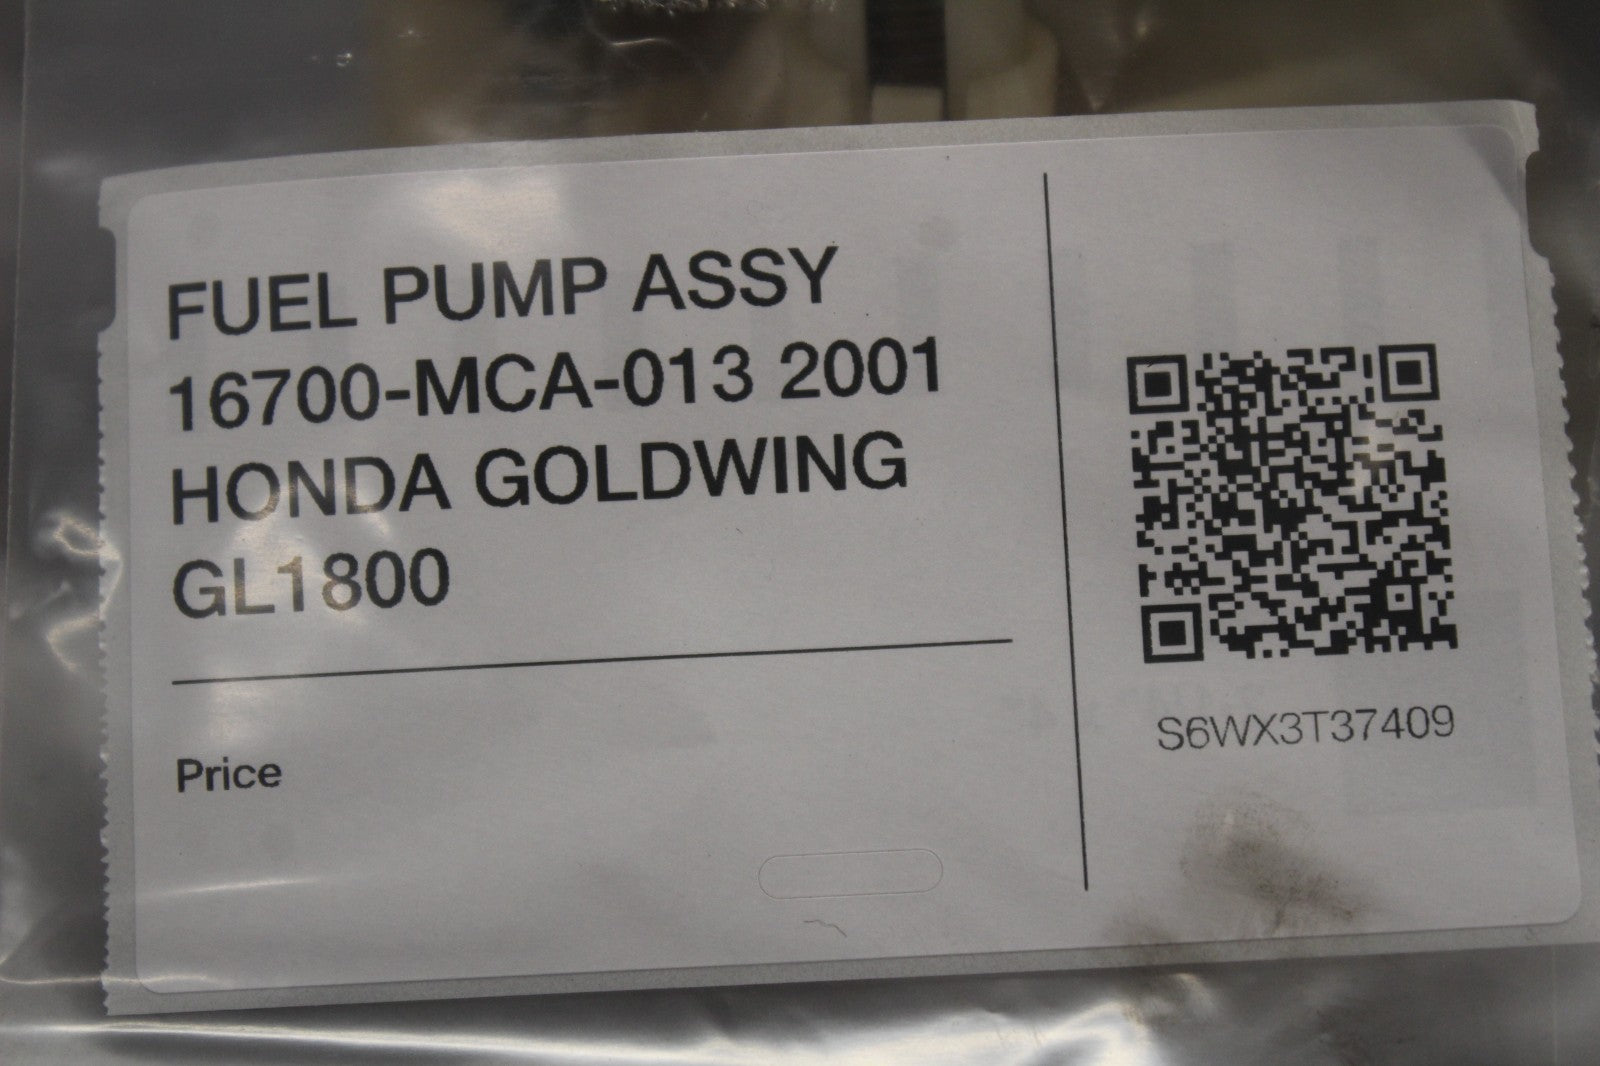 FUEL PUMP ASSY
16700-MCA-013 2001
HONDA GOLDWING
GL1800
Price
S6WX3T37409